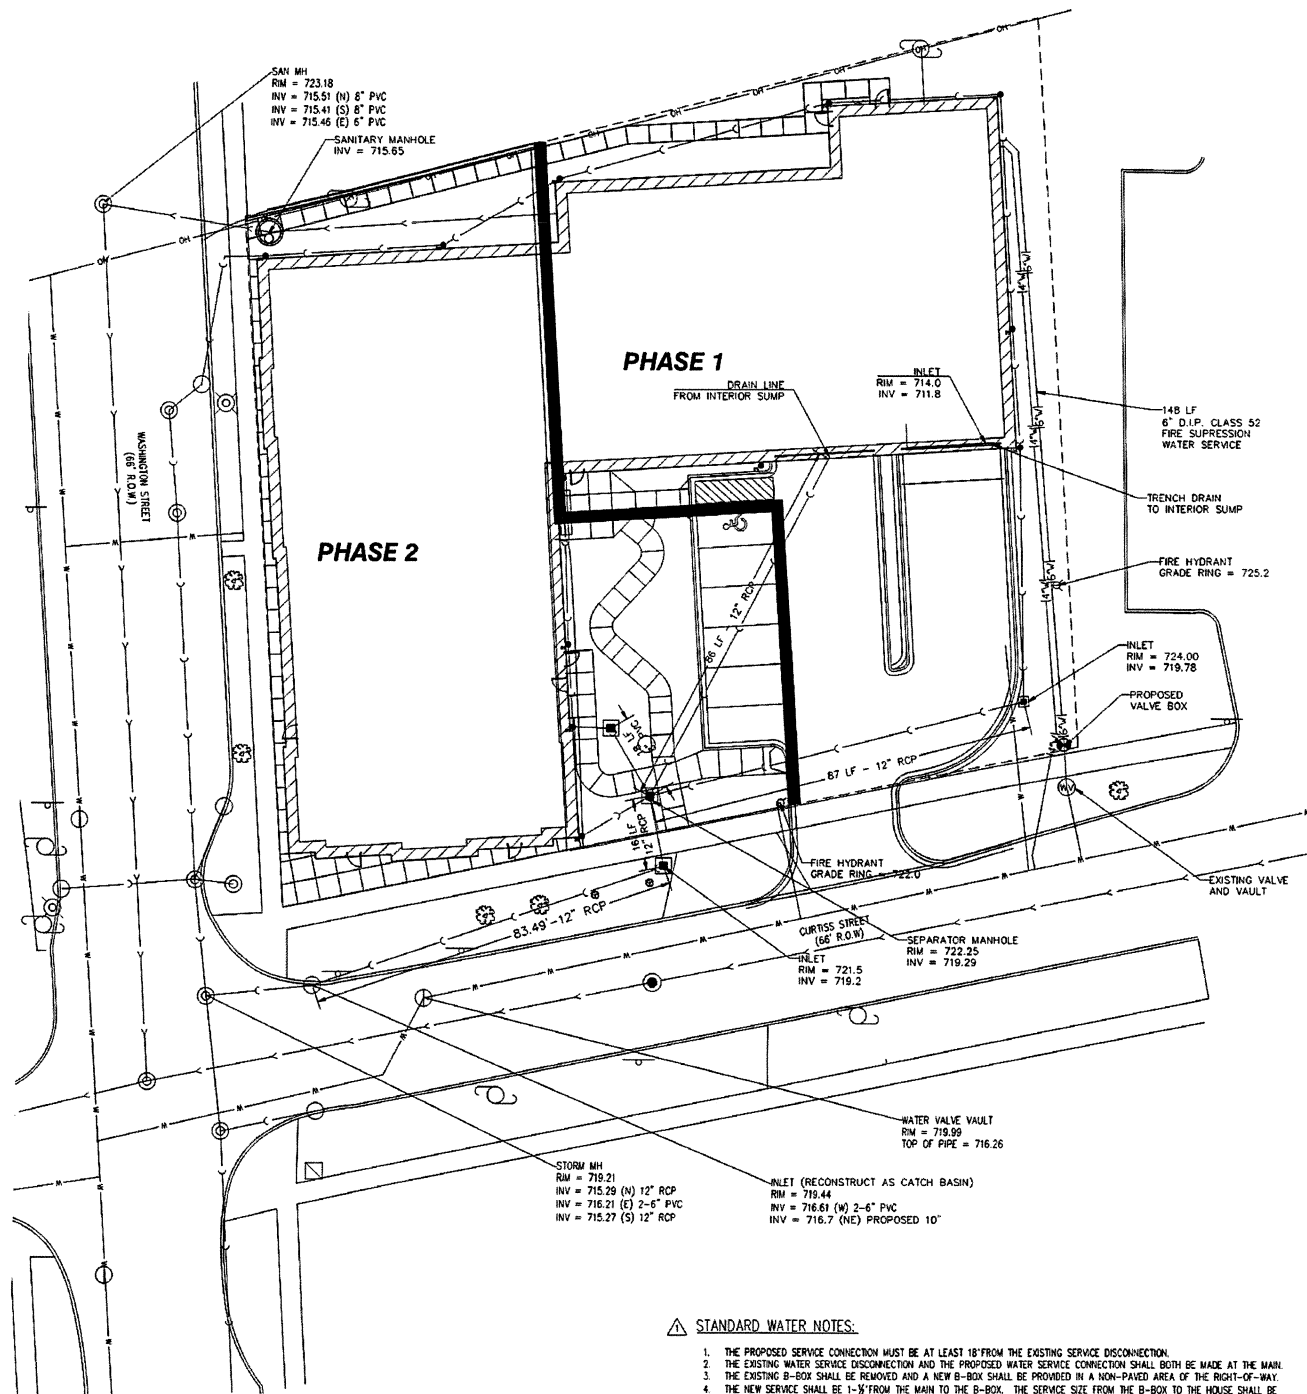 SAN MH
RIM = 723.18
INV = 715.51 (N) 8" PVC
INV = 715.41 (S) 8" PVC
INV = 715.46 (E) 6" PVC
SANITARY MANHOLE
INV = 715.65
PHASE 1
DRAIN LINE
FROM INTERIOR SUMP
INLET
RIM = 714.0
INV = 711.8
148 LF
6" D.I.P. CLASS 52
FIRE SUPRESSION
WATER SERVICE
WASHINGTON STREET
(66' R.O.W.)
TRENCH DRAIN
TO INTERIOR SUMP
PHASE 2
FIRE HYDRANT
GRADE RING = 725.2
86 LF - 12" RCP
INLET
RIM = 724.00
INV = 719.78
PROPOSED
VALVE BOX
18 LF
PVC
87 LF - 12" RCP
16 LF
12" RCP
WV
FIRE HYDRANT
GRADE RING = 722.0
EXISTING VALVE
AND VAULT
83.49'-12" RCP
CURTISS STREET
(66' R.O.W)
SEPARATOR MANHOLE
RIM = 722.25
INV = 719.29
INLET
RIM = 721.5
INV = 719.2
WATER VALVE VAULT
RIM = 719.99
TOP OF PIPE = 716.26
STORM MH
RIM = 719.21
INV = 715.29 (N) 12" RCP
INV = 716.21 (E) 2-6" PVC
INV = 715.27 (S) 12" RCP
INLET (RECONSTRUCT AS CATCH BASIN)
RIM = 719.44
INV = 716.61 (W) 2-6" PVC
INV = 716.7 (NE) PROPOSED 10"
1 STANDARD WATER NOTES:
1. THE PROPOSED SERVICE CONNECTION MUST BE AT LEAST 18" FROM THE EXISTING SERVICE DISCONNECTION.
2. THE EXISTING WATER SERVICE DISCONNECTION AND THE PROPOSED WATER SERVICE CONNECTION SHALL BOTH BE MADE AT THE MAIN.
3. THE EXISTING B-BOX SHALL BE REMOVED AND A NEW B-BOX SHALL BE PROVIDED IN A NON-PAVED AREA OF THE RIGHT-OF-WAY.
4. THE NEW SERVICE SHALL BE FROM THE MAIN TO THE B-BOX. THE SERVICE SIZE FROM THE B-BOX TO THE HOUSE SHALL BE